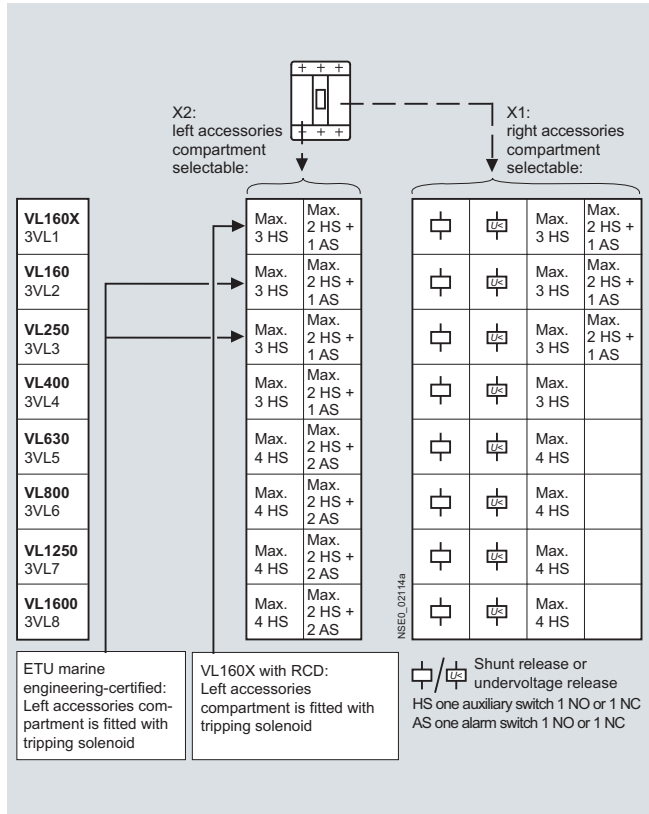 X2:
left accessories
compartment
selectable:
X1:
right accessories
compartment
selectable:
VL160X
3VL1
Max.
3 HS
Max.
2 HS +
1 AS
U<
Max.
3 HS
Max.
2 HS +
1 AS
VL160
3VL2
Max.
3 HS
Max.
2 HS +
1 AS
U<
Max.
3 HS
Max.
2 HS +
1 AS
VL250
3VL3
Max.
3 HS
Max.
2 HS +
1 AS
U<
Max.
3 HS
Max.
2 HS +
1 AS
VL400
3VL4
Max.
3 HS
Max.
2 HS +
1 AS
U<
Max.
3 HS
VL630
3VL5
Max.
4 HS
Max.
2 HS +
2 AS
U<
Max.
4 HS
VL800
3VL6
Max.
4 HS
Max.
2 HS +
2 AS
U<
Max.
4 HS
VL1250
3VL7
Max.
4 HS
Max.
2 HS +
2 AS
U<
Max.
4 HS
VL1600
3VL8
Max.
4 HS
Max.
2 HS +
2 AS
U<
Max.
4 HS
NSE0_02114a
ETU marine
engineering-certified:
Left accessories com-
partment is fitted with
tripping solenoid
VL160X with RCD:
Left accessories
compartment is fitted with
tripping solenoid
/ U< Shunt release or
undervoltage release
HS one auxiliary switch 1 NO or 1 NC
AS one alarm switch 1 NO or 1 NC